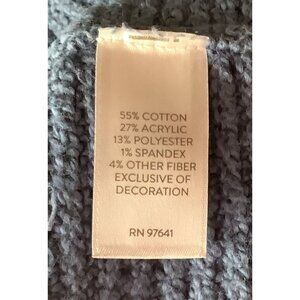 55% COTTON
27% ACRYLIC
13% POLYESTER
1% SPANDEX
4% OTHER FIBER
EXCLUSIVE OF
DECORATION
RN 97641